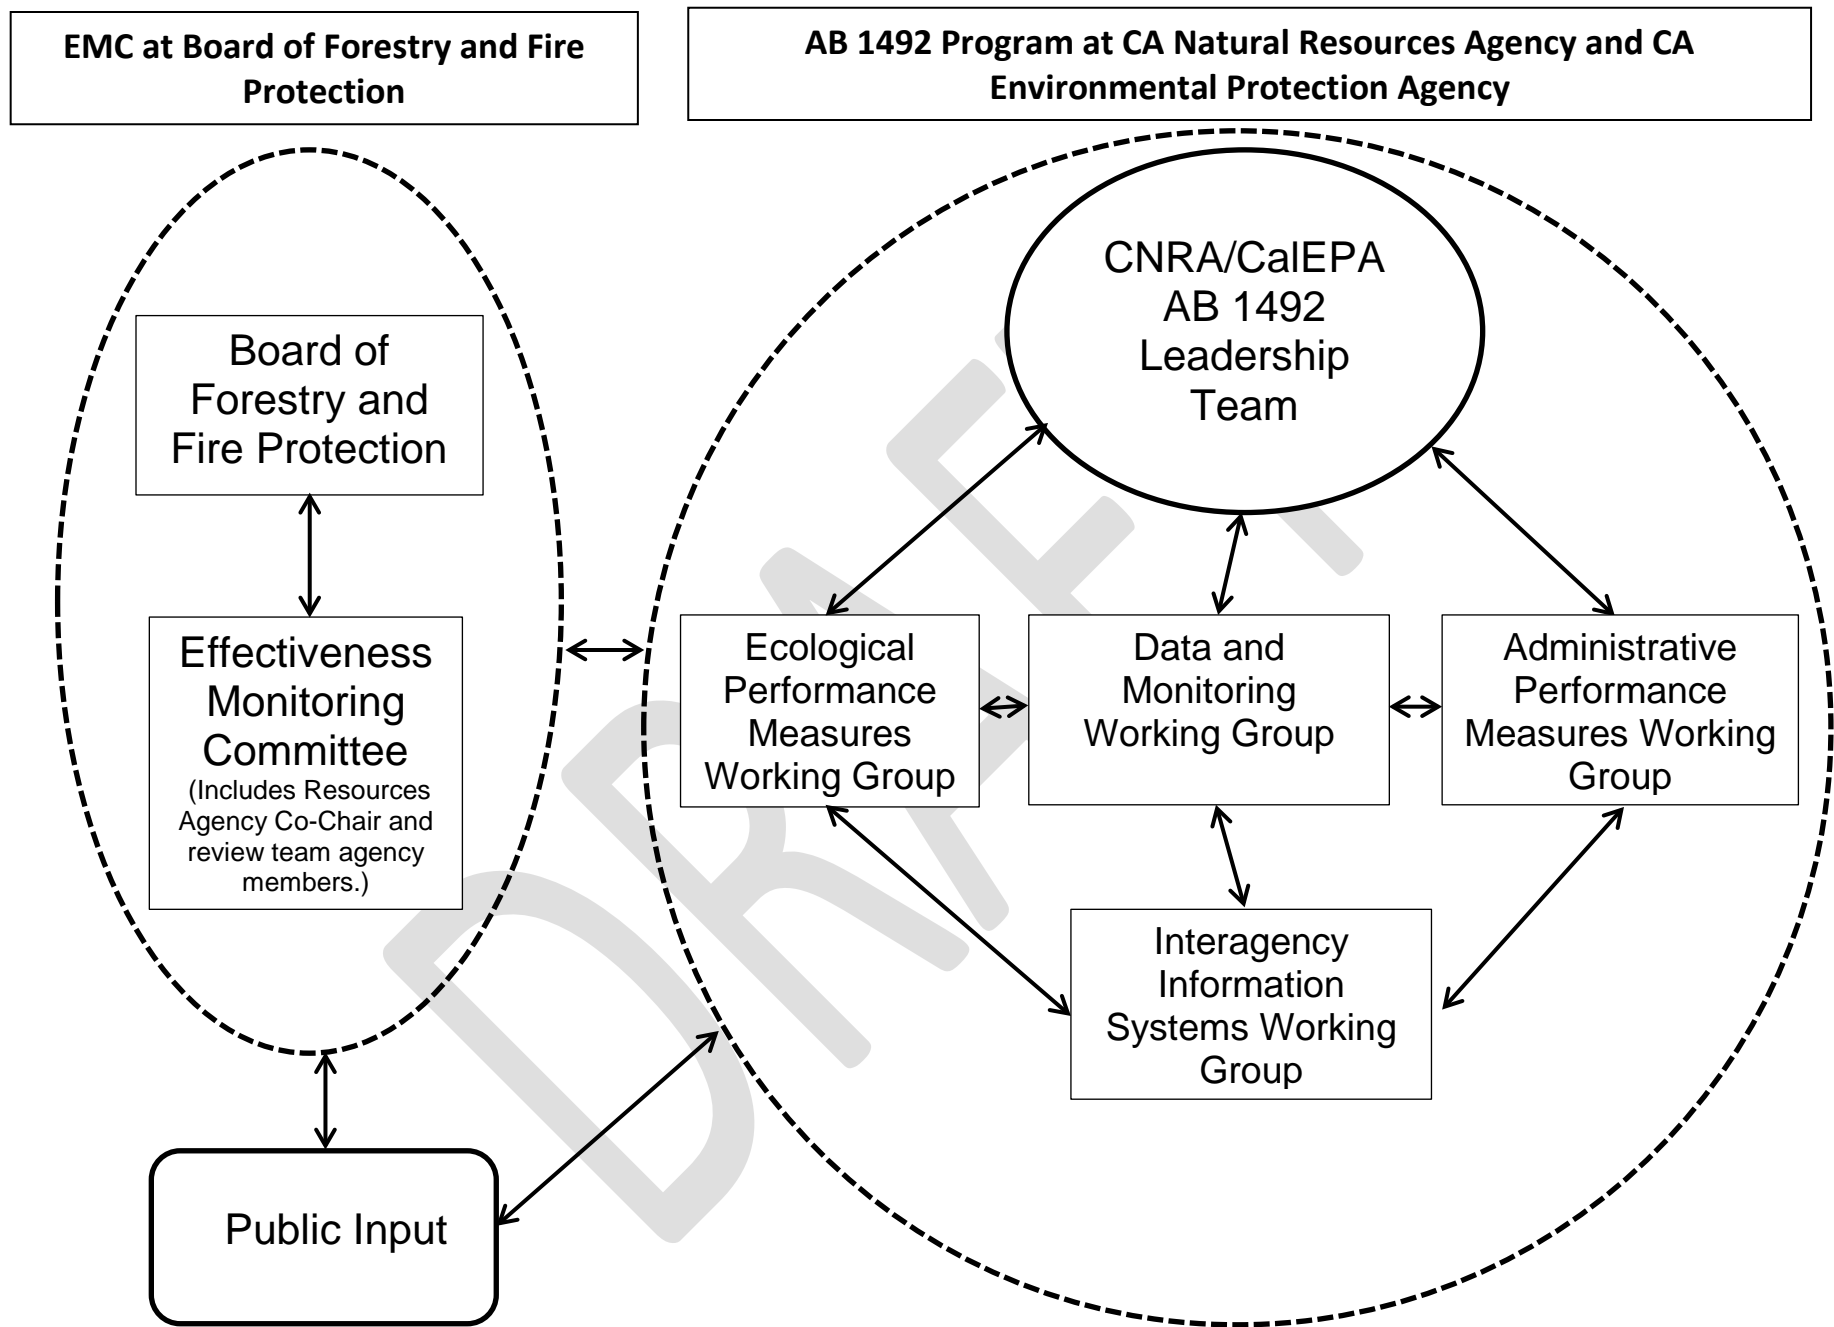 EMC at Board of Forestry and Fire
Protection
AB 1492 Program at CA Natural Resources Agency and CA
Environmental Protection Agency
Board of
Forestry and
Fire Protection
Effectiveness
Monitoring
Committee
(Includes Resources
Agency Co-Chair and
review team agency
members.)
CNRA/CalEPA
AB 1492
Leadership
Team
Ecological
Performance
Measures
Working Group
Data and
Monitoring
Working Group
Administrative
Performance
Measures Working
Group
Interagency
Information
Systems Working
Group
Public Input
DRAFT